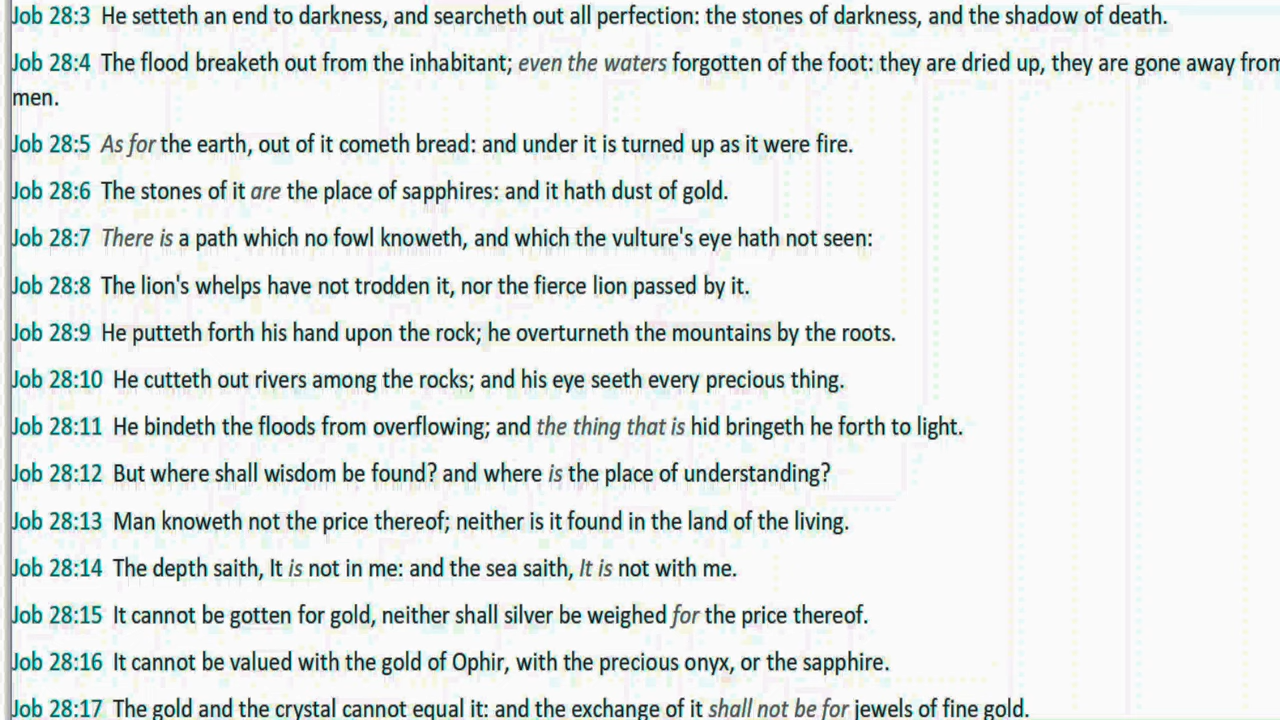 Job 28:3 He setteth an end to darkness, and searcheth out all perfection: the stones of darkness, and the shadow of death.
Job 28:4 The flood breaketh out from the inhabitant; even the waters forgotten of the foot: they are dried up, they are gone away from
men.
Job 28:5 As for the earth, out of it cometh bread: and under it is turned up as it were fire.
Job 28:6 The stones of it are the place of sapphires: and it hath dust of gold.
Job 28:7 There is a path which no fowl knoweth, and which the vulture's eye hath not seen:
Job 28:8 The lion's whelps have not trodden it, nor the fierce lion passed by it.
Job 28:9 He putteth forth his hand upon the rock; he overturneth the mountains by the roots.
Job 28:10 He cutteth out rivers among the rocks; and his eye seeth every precious thing.
Job 28:11 He bindeth the floods from overflowing; and the thing that is hid bringeth he forth to light.
Job 28:12 But where shall wisdom be found? and where is the place of understanding?
Job 28:13 Man knoweth not the price thereof; neither is it found in the land of the living.
Job 28:14 The depth saith, It is not in me: and the sea saith, It is not with me.
Job 28:15 It cannot be gotten for gold, neither shall silver be weighed for the price thereof.
Job 28:16 It cannot be valued with the gold of Ophir, with the precious onyx, or the sapphire.
Job 28:17 The gold and the crystal cannot equal it: and the exchange of it shall not be for jewels of fine gold.